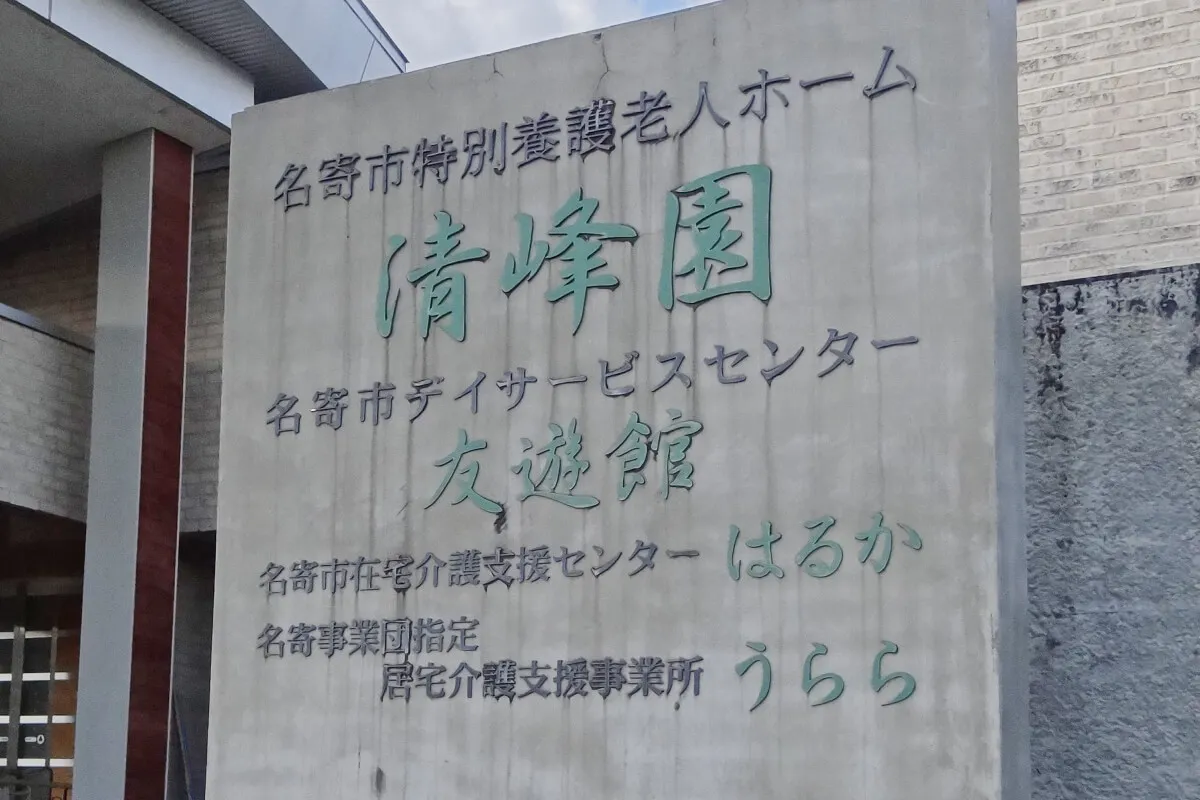 名寄市特別養護老人ホーム
清峰園
名寄市デイサービスセンター
友遊館
名寄市在宅介護支援センター はるか
名寄事業団指定
居宅介護支援事業所 うらら